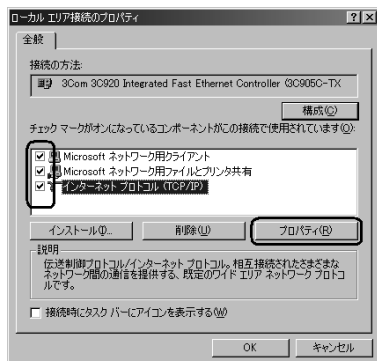 ローカル エリア接続のプロパティ
全般
接続の方法:
3Com 3C920 Integrated Fast Ethernet Controller (3C905C-TX
構成(C)
チェック マークがオンになっているコンポーネントがこの接続で使用されています(O):
Microsoft ネットワーク用クライアント
Microsoft ネットワーク用ファイルとプリンタ共有
インターネット プロトコル (TCP/IP)
インストール(I)...
削除(U)
プロパティ(R)
説明
伝送制御プロトコル/インターネット プロトコル。相互接続されたさまざまな
ネットワーク間の通信を提供する、既定のワイド エリア ネットワーク プロトコ
ルです。
接続時にタスク バーにアイコンを表示する(W)
OK
キャンセル